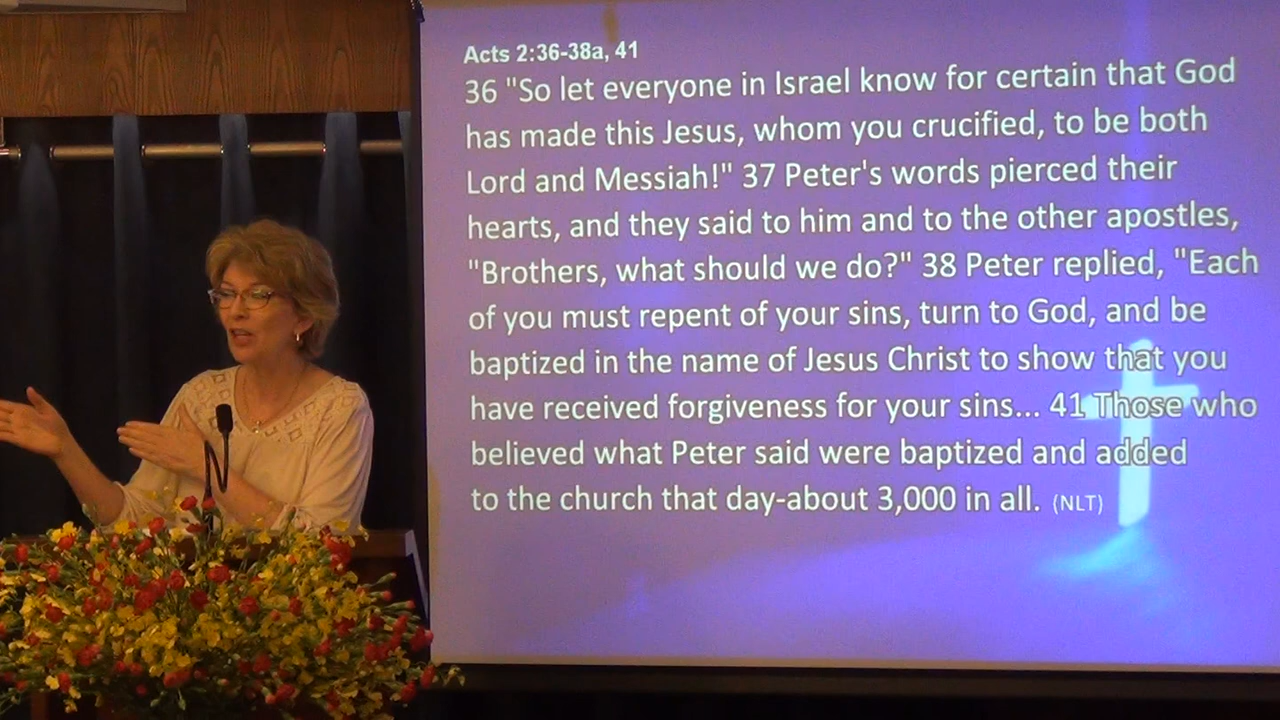 Acts 2:36-38a, 41
36 "So let everyone in Israel know for certain that God
has made this Jesus, whom you crucified, to be both
Lord and Messiah!" 37 Peter's words pierced their
hearts, and they said to him and to the other apostles,
"Brothers, what should we do?" 38 Peter replied, "Each
of you must repent of your sins, turn to God, and be
baptized in the name of Jesus Christ to show that you
have received forgiveness for your sins... 41 Those who
believed what Peter said were baptized and added
to the church that day-about 3,000 in all. (NLT)